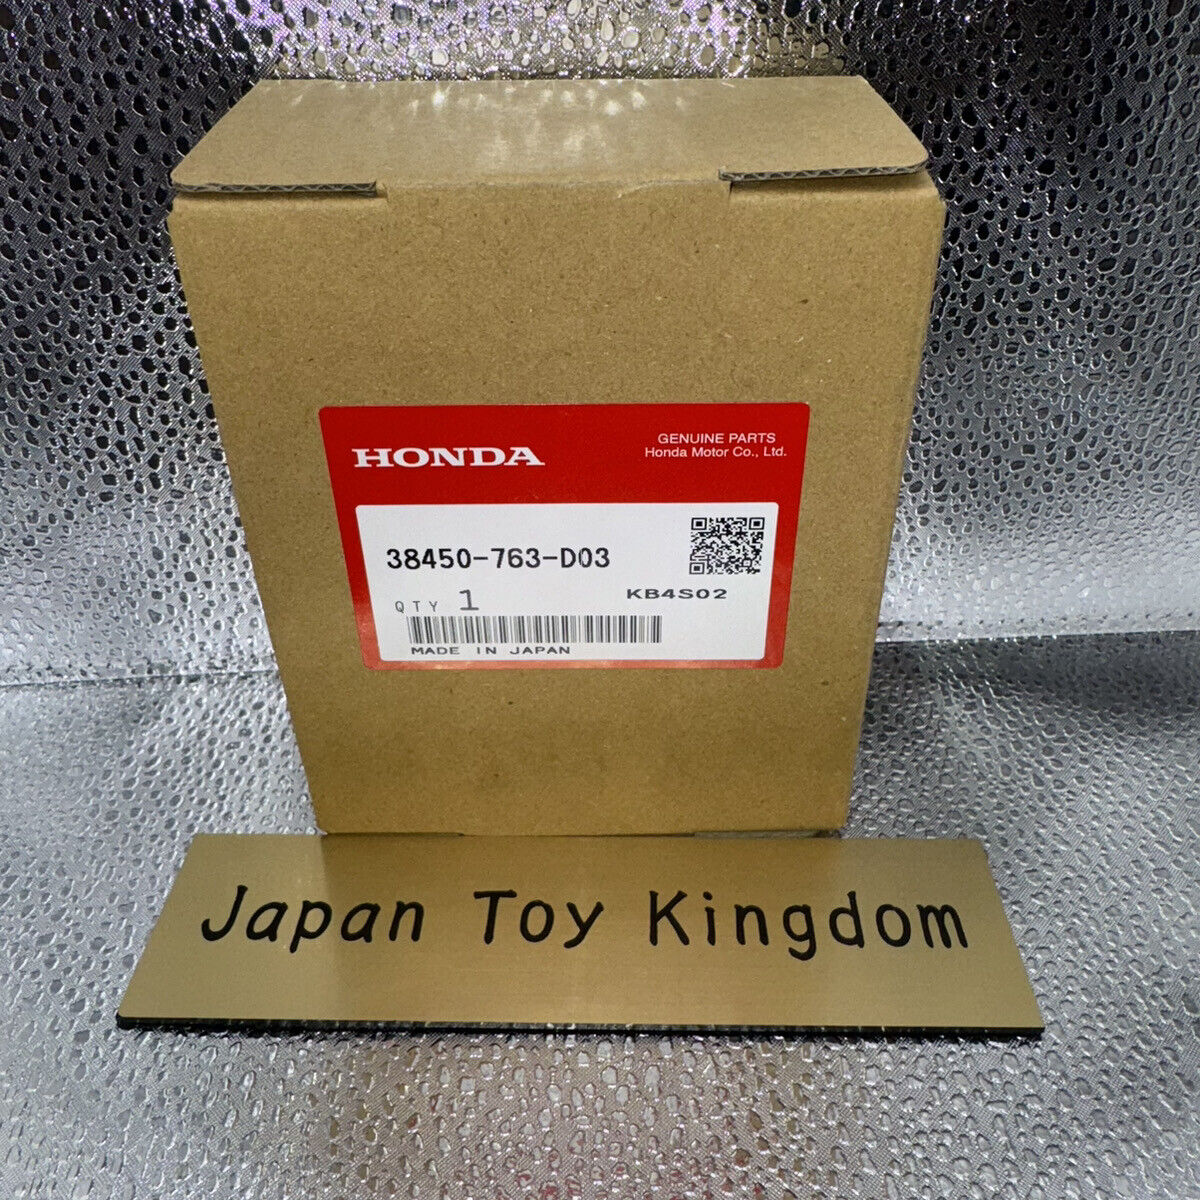 HONDA
GENUINE PARTS
Honda Motor Co., Ltd.
38450-763-D03
QTY 1
KB4S02
MADE IN JAPAN
Japan Toy Kingdom